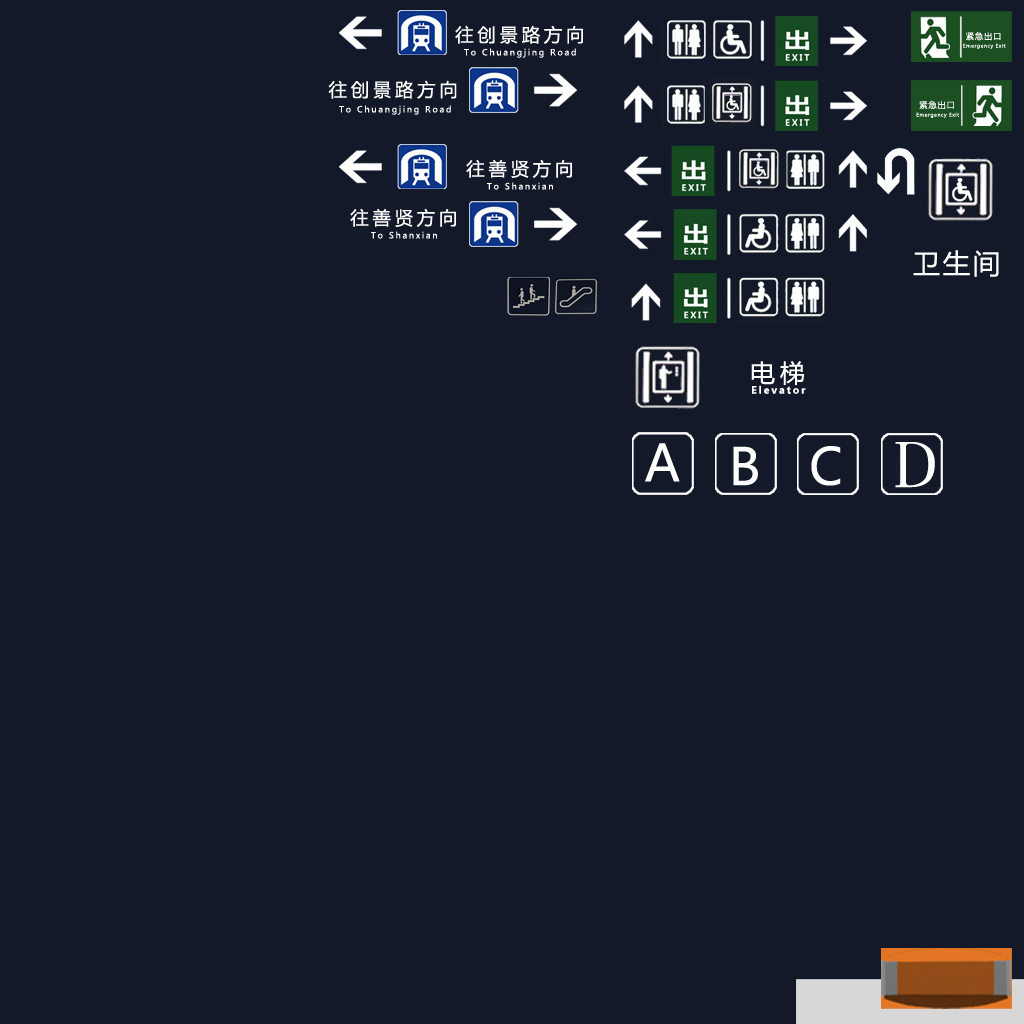 往创景路方向
To Chuangjing Road
往创景路方向
To Chuangjing Road
往善贤方向
To Shanxian
往善贤方向
To Shanxian
出
EXIT
出
EXIT
出
EXIT
出
EXIT
出
EXIT
紧急出口
Emergency Exit
紧急出口
Emergency Exit
卫生间
电梯
Elevator
A B C D